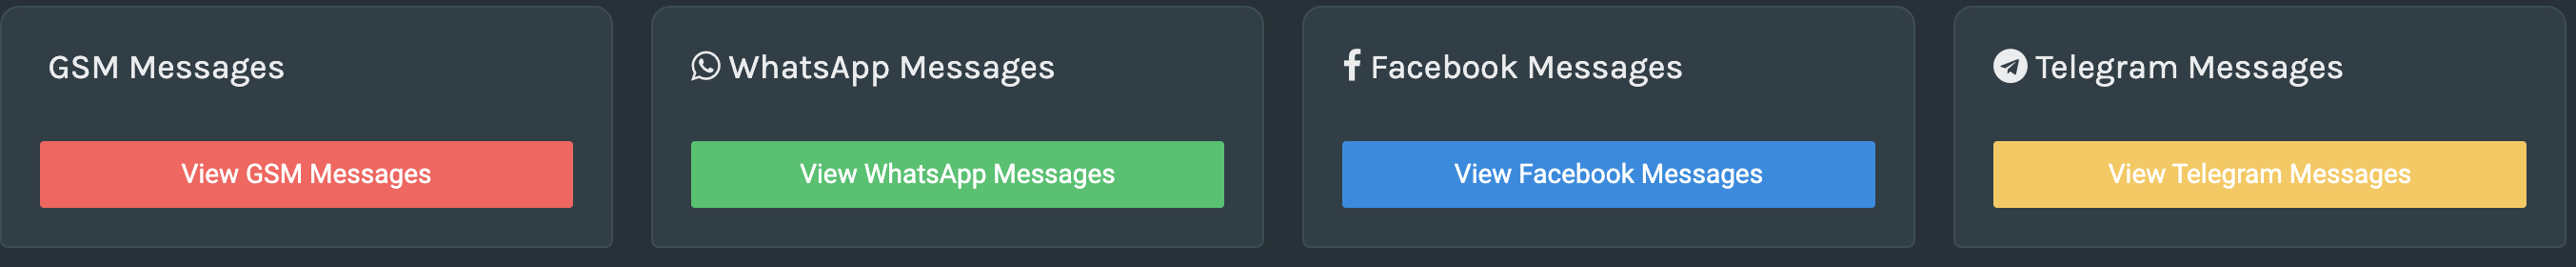 GSM Messages
WhatsApp Messages
Facebook Messages
Telegram Messages
View GSM Messages
View WhatsApp Messages
View Facebook Messages
View Telegram Messages